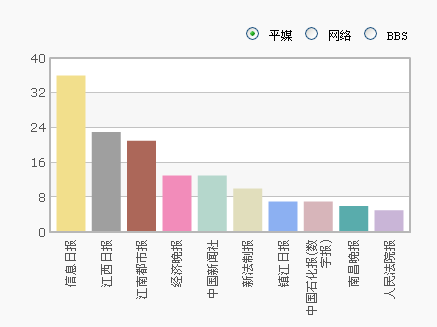 平媒 网络 BBS
40
32
24
16
8
0
信息日报
江西日报
江南都市报
经济晚报
中国新闻社
新法制报
镇江日报
中国石化报(数
字报)
南昌晚报
人民法院报